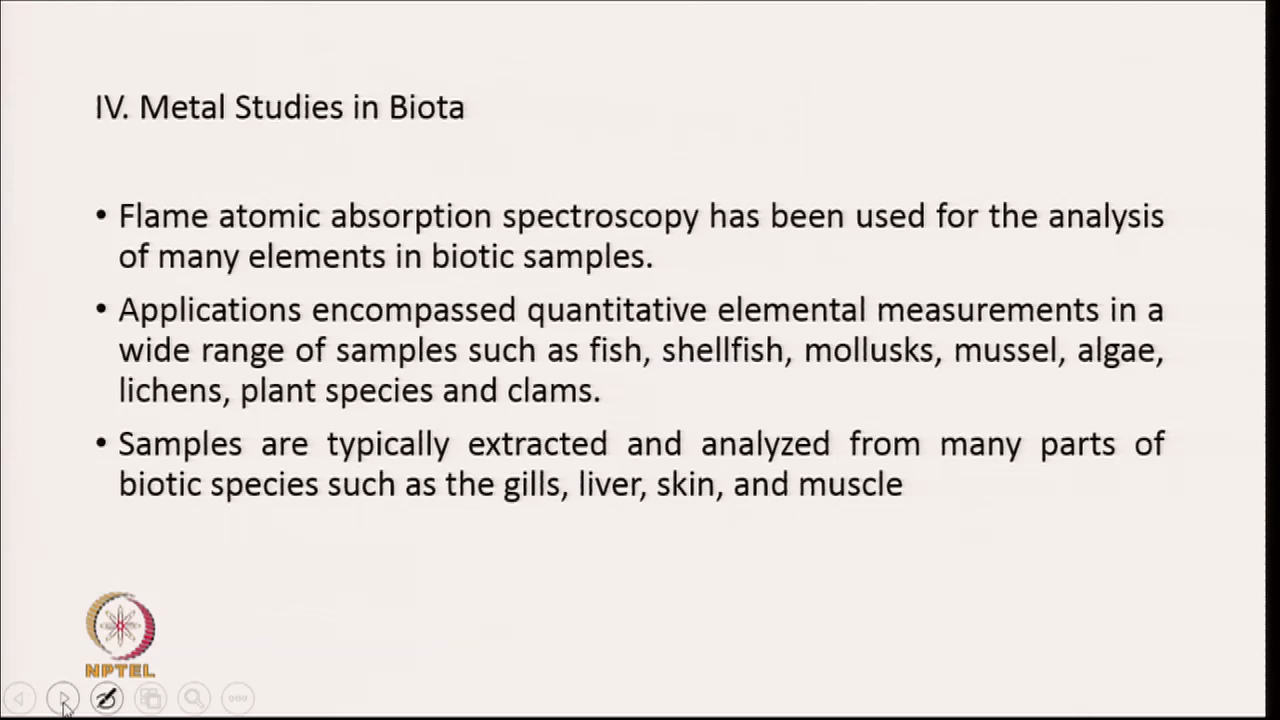 IV. Metal Studies in Biota
• Flame atomic absorption spectroscopy has been used for the analysis
of many elements in biotic samples.
• Applications encompassed quantitative elemental measurements in a
wide range of samples such as fish, shellfish, mollusks, mussel, algae,
lichens, plant species and clams.
• Samples are typically extracted and analyzed from many parts of
biotic species such as the gills, liver, skin, and muscle
NPTEL